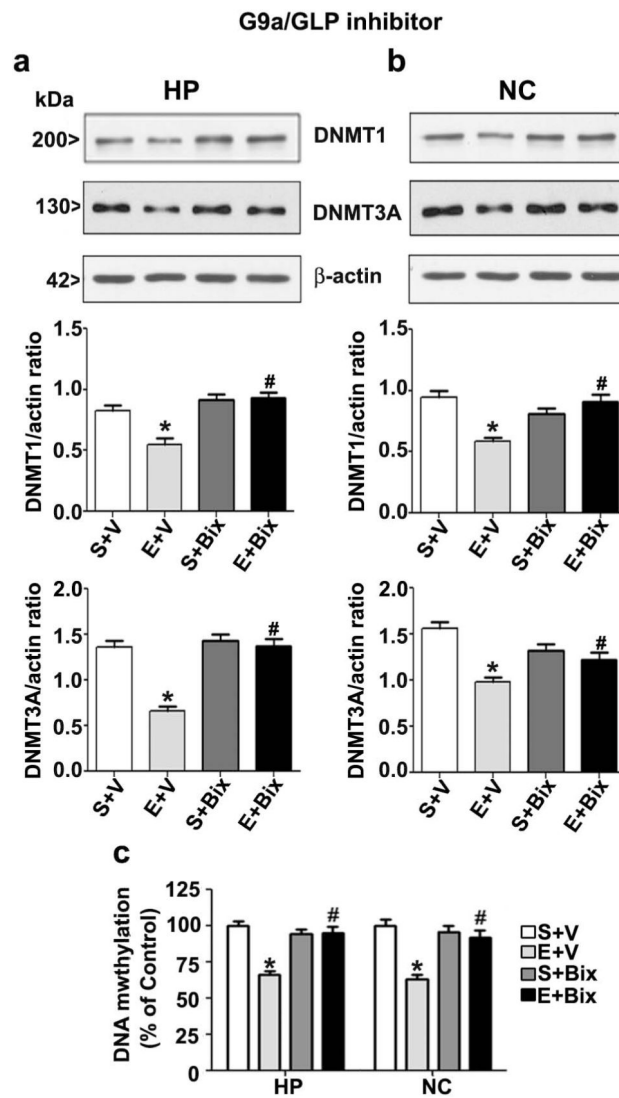 G9a/GLP inhibitor
a
b
kDa
HP
NC
200>
DNMT1
130>
DNMT3A
42>
β-actin
DNMT1/actin ratio
1.5
1.0
0.5
0.0
*
#
S+V
E+V
S+Bix
E+Bix
DNMT1/actin ratio
1.5
1.0
0.5
0.0
*
#
S+V
E+V
S+Bix
E+Bix
DNMT3A/actin ratio
2.0
1.5
1.0
0.5
0.0
*
#
S+V
E+V
S+Bix
E+Bix
DNMT3A/actin ratio
2.0
1.5
1.0
0.5
0.0
*
#
S+V
E+V
S+Bix
E+Bix
c
DNA mwthylation
(% of Control)
125
100
75
50
25
0
*
#
*
#
HP
NC
S+V
E+V
S+Bix
E+Bix